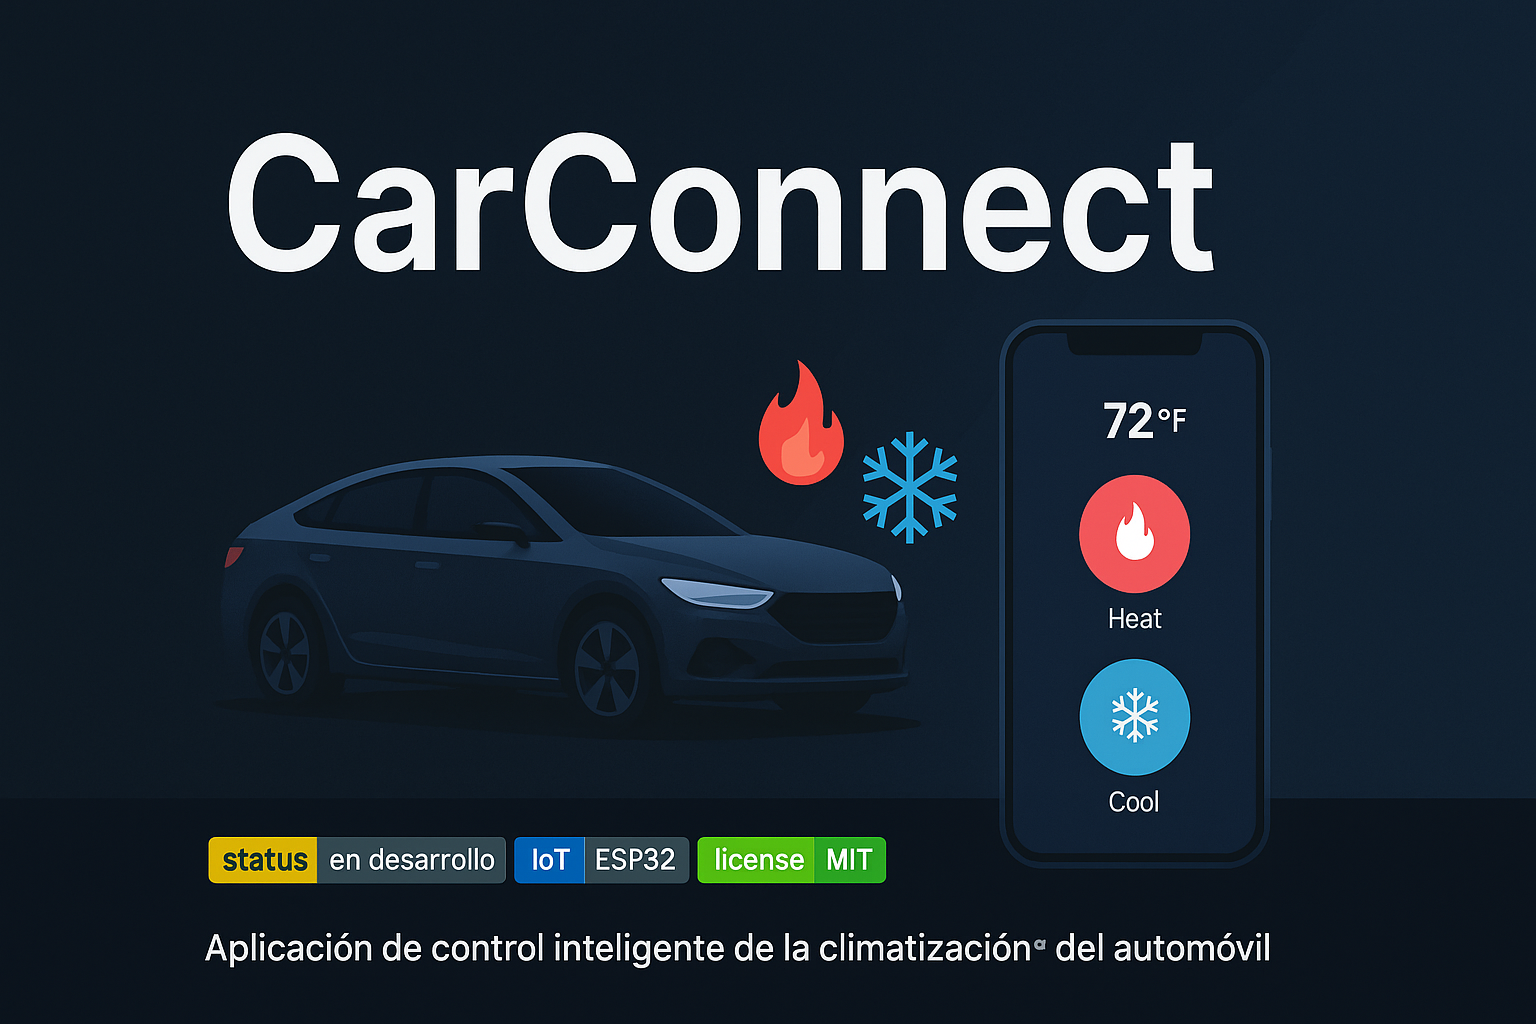 CarConnect
72°F
Heat
Cool
status en desarrollo IoT ESP32 license MIT
Aplicación de control inteligente de la climatizaciónª del automóvil